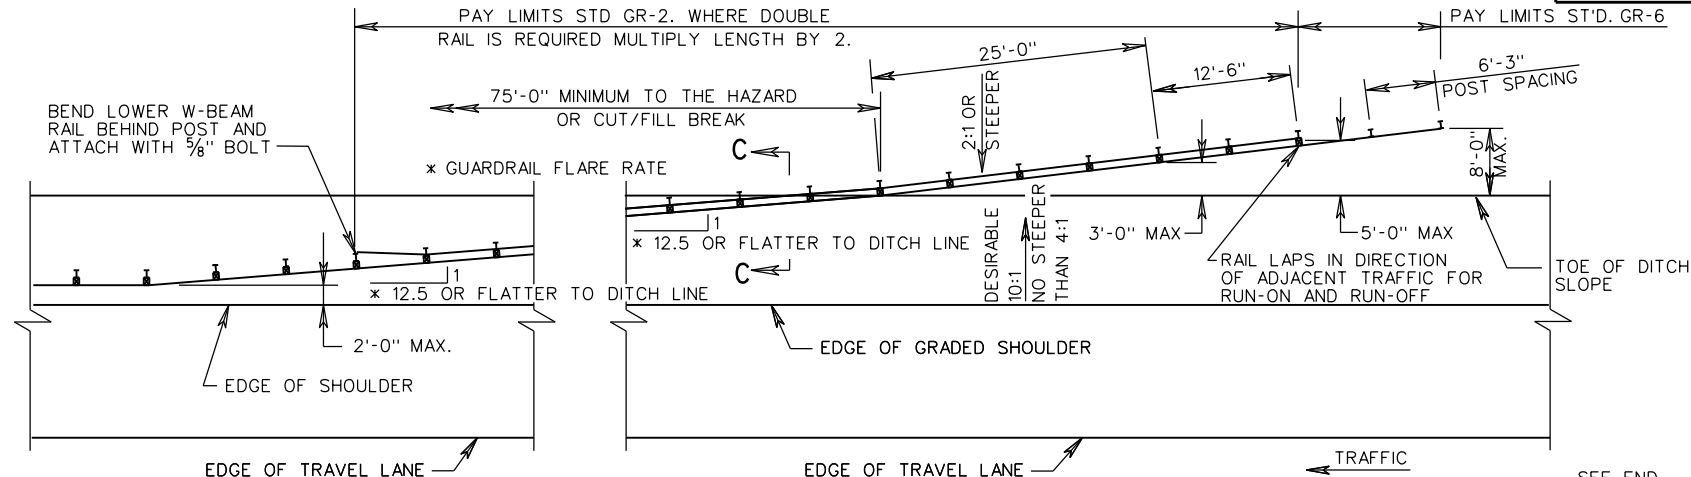 PAY LIMITS STD GR-2. WHERE DOUBLE
RAIL IS REQUIRED MULTIPLY LENGTH BY 2.
PAY LIMITS ST'D. GR-6
25'-0"
12'-6"
6'-3"
POST SPACING
75'-0" MINIMUM TO THE HAZARD
OR CUT/FILL BREAK
2:1 OR
STEEPER
BEND LOWER W-BEAM
RAIL BEHIND POST AND
ATTACH WITH 5/8" BOLT
C
* GUARDRAIL FLARE RATE
8'-0"
MAX.
1
* 12.5 OR FLATTER TO DITCH LINE
C
DESIRABLE
10:1
NO STEEPER
THAN 4:1
3'-0" MAX
5'-0" MAX
RAIL LAPS IN DIRECTION
OF ADJACENT TRAFFIC FOR
RUN-ON AND RUN-OFF
TOE OF DITCH
SLOPE
1
* 12.5 OR FLATTER TO DITCH LINE
2'-0" MAX.
EDGE OF SHOULDER
EDGE OF GRADED SHOULDER
EDGE OF TRAVEL LANE
EDGE OF TRAVEL LANE
TRAFFIC
SEE END